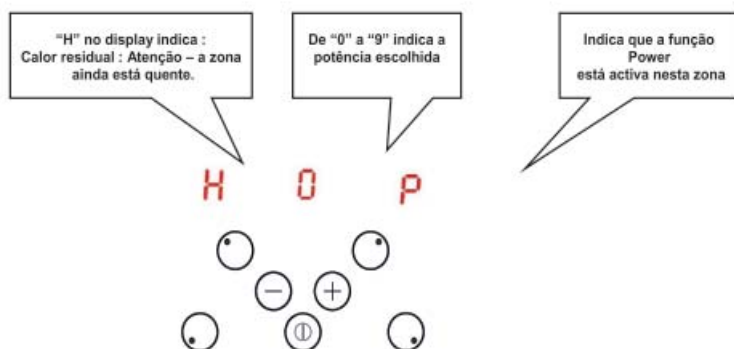 “H” no display indica :
Calor residual : Atenção – a zona
ainda está quente.
De “0” a “9” indica a
potência escolhida
Indica que a função
Power
está activa nesta zona
H 0 P
− +